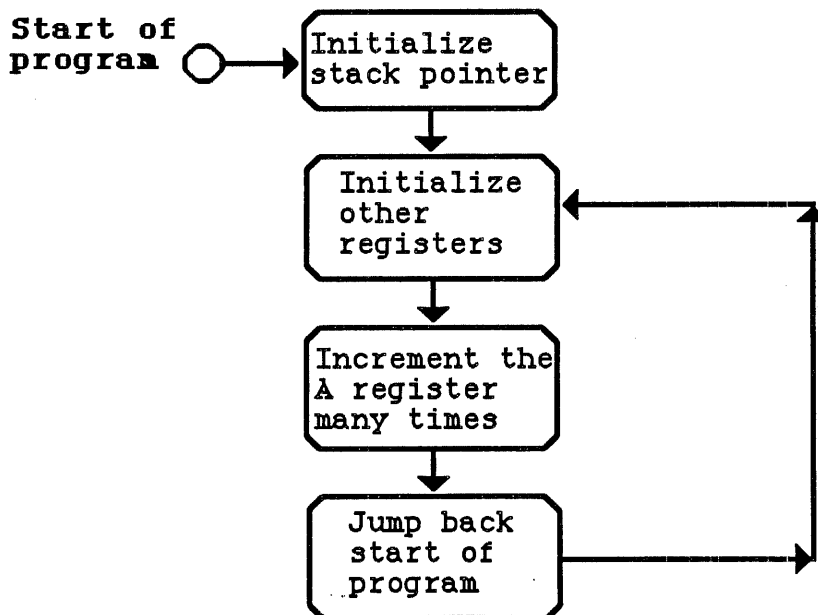 Start of
program
Initialize
stack pointer
Initialize
other
registers
Increment the
A register
many times
Jump back
start of
program